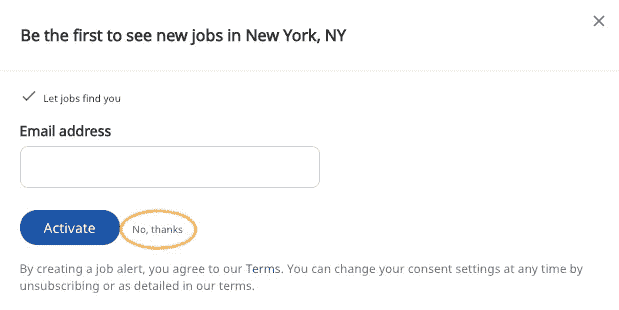 Be the first to see new jobs in New York, NY
Let jobs find you
Email address
Activate
No, thanks
By creating a job alert, you agree to our Terms. You can change your consent settings at any time by
unsubscribing or as detailed in our terms.